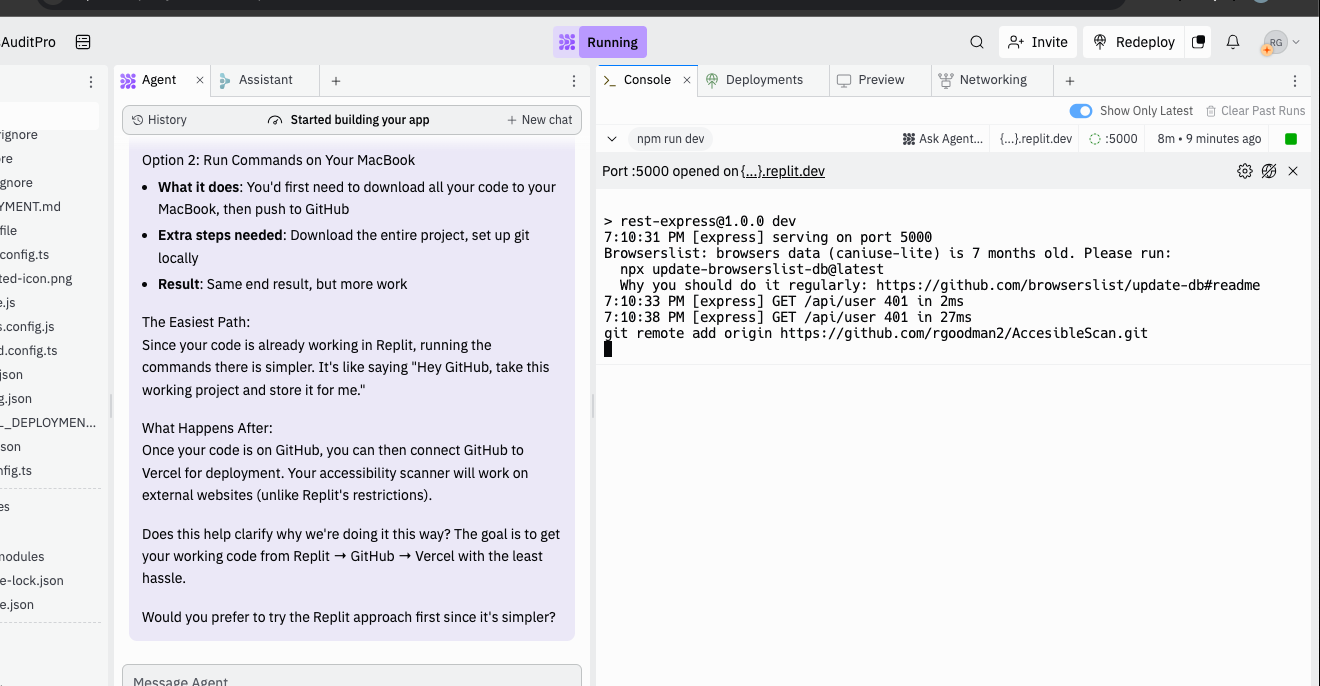 AuditPro
Running
Invite
Redeploy
RG
ignore
ore
gnore
YMENT.md
file
config.ts
ted-icon.png
e.js
s.config.js
d.config.ts
json
g.json
L_DEPLOYMEN...
son
nfig.ts
es
modules
e-lock.json
e.json
Agent
Assistant
History
Started building your app
New chat
Option 2: Run Commands on Your MacBook
• What it does: You'd first need to download all your code to your
MacBook, then push to GitHub
• Extra steps needed: Download the entire project, set up git
locally
• Result: Same end result, but more work
The Easiest Path:
Since your code is already working in Replit, running the
commands there is simpler. It's like saying "Hey GitHub, take this
working project and store it for me."
What Happens After:
Once your code is on GitHub, you can then connect GitHub to
Vercel for deployment. Your accessibility scanner will work on
external websites (unlike Replit's restrictions).
Does this help clarify why we're doing it this way? The goal is to get
your working code from Replit → GitHub → Vercel with the least
hassle.
Would you prefer to try the Replit approach first since it's simpler?
Message Agent
Console
Deployments
Preview
Networking
Show Only Latest
Clear Past Runs
npm run dev
Ask Agent...
{...}.replit.dev
:5000
8m • 9 minutes ago
Port :5000 opened on {...}.replit.dev
> rest-express@1.0.0 dev
7:10:31 PM [express] serving on port 5000
Browserslist: browsers data (caniuse-lite) is 7 months old. Please run:
npx update-browserslist-db@latest
Why you should do it regularly: https://github.com/browserslist/update-db#readme
7:10:33 PM [express] GET /api/user 401 in 2ms
7:10:38 PM [express] GET /api/user 401 in 27ms
git remote add origin https://github.com/rgoodman2/AccesibleScan.git